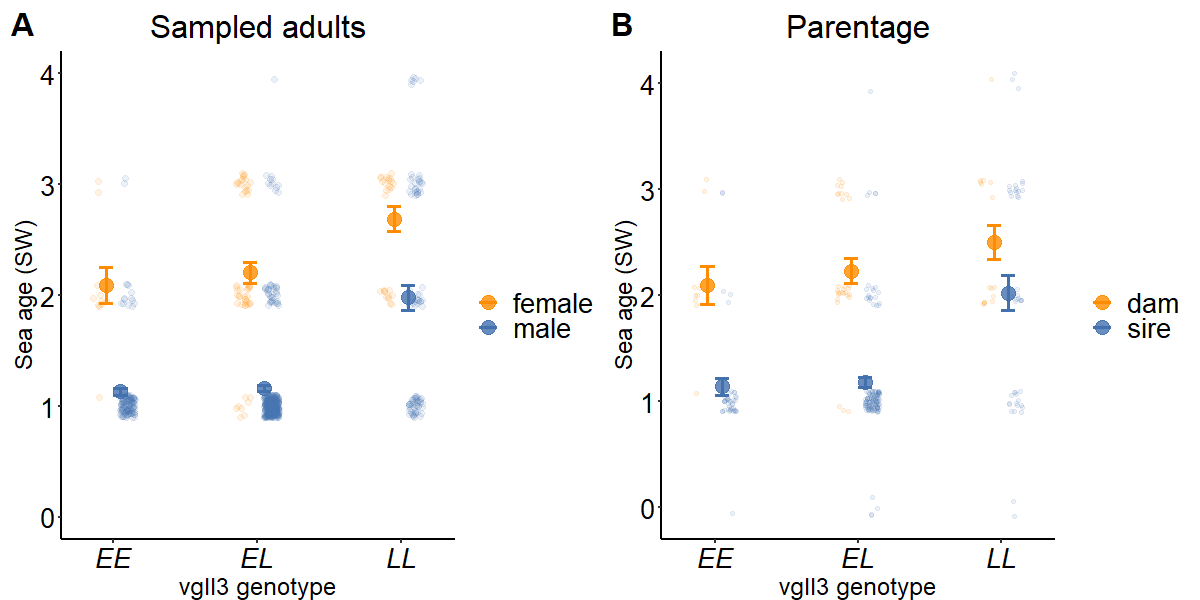 A
Sampled adults
Sea age (SW)
4
3
2
1
0
EE
EL
LL
vgll3 genotype
female
male
B
Parentage
Sea age (SW)
4
3
2
1
0
EE
EL
LL
vgll3 genotype
dam
sire